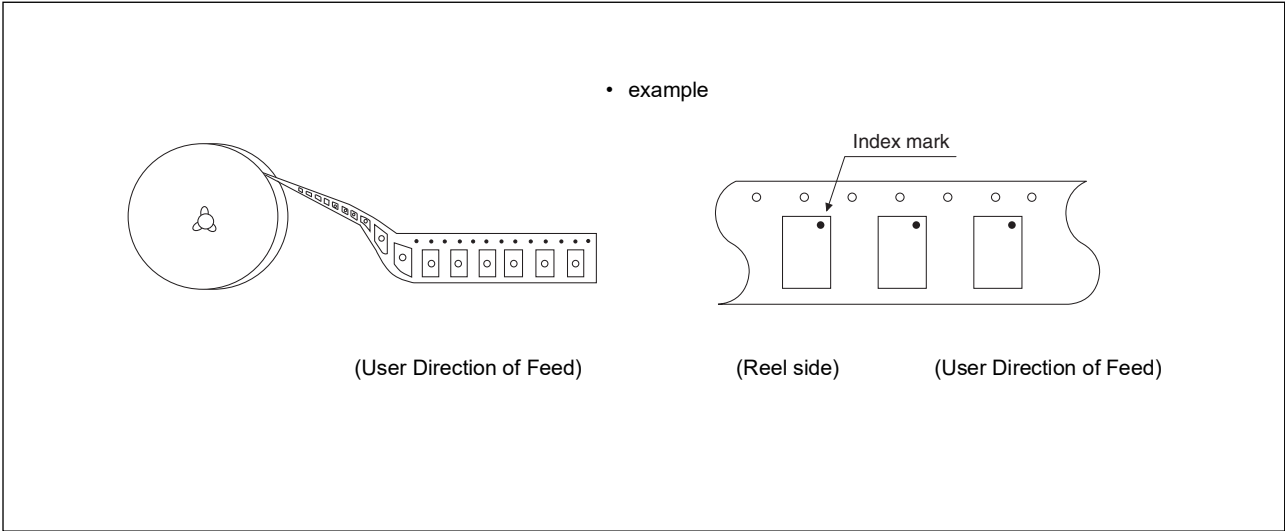 • example
Index mark
(User Direction of Feed)
(Reel side)
(User Direction of Feed)